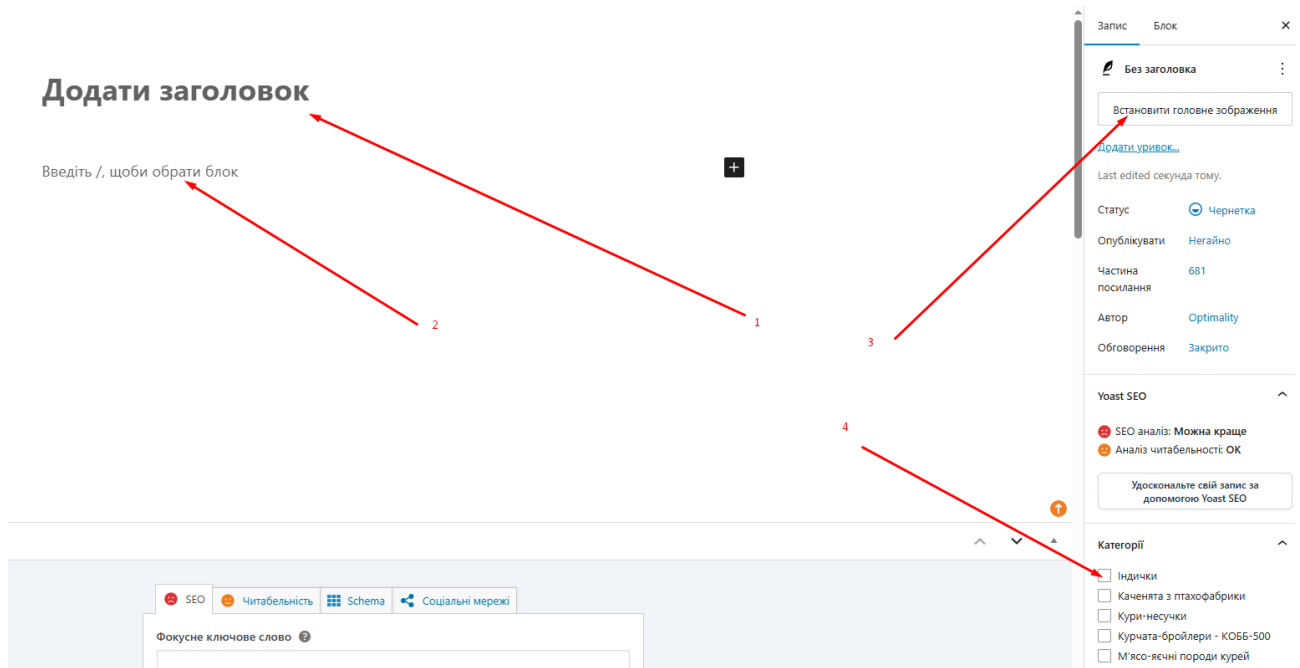 Запис Блок
Без заголовка
Додати заголовок
Встановити головне зображення
Додати уривок...
Введіть /, щоби обрати блок
Last edited секунда тому.
Статус Чернетка
Опублікувати Негайно
Частина посилання 681
Автор Optimality
1
2
3
Обговорення Закрито
Yoast SEO
4
SEO аналіз: Можна краще
Аналіз читабельності: OK
Удоскональте свій запис за
допомогою Yoast SEO
Категорії
Індички
Каченята з птахофабрики
Кури-несучки
Курчата-бройлери - КОББ-500
М'ясо-яєчні породи курей
SEO Читабельність Schema Соціальні мережі
Фокусне ключове слово